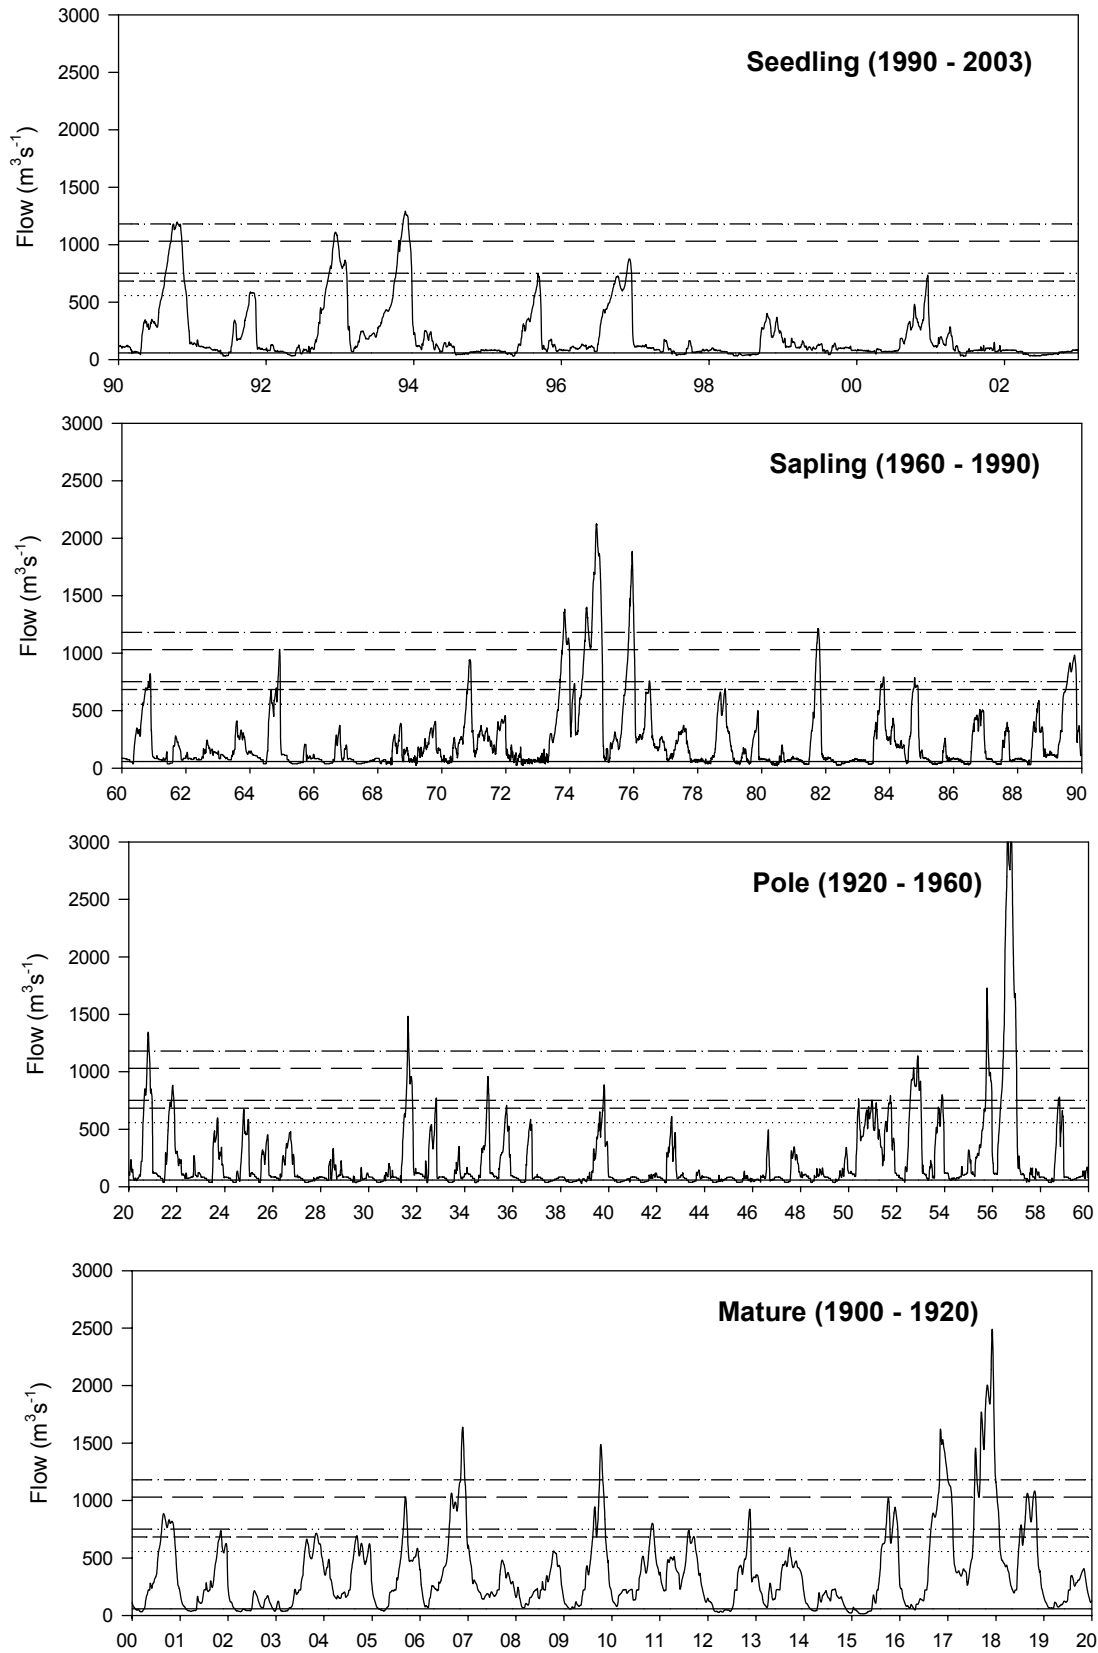 3000
Seedling (1990 - 2003)
2500
2000
Flow (m³s⁻¹)
1500
1000
500
0
90 92 94 96 98 00 02
3000
Sapling (1960 - 1990)
2500
2000
Flow (m³s⁻¹)
1500
1000
500
0
60 62 64 66 68 70 72 74 76 78 80 82 84 86 88 90
3000
Pole (1920 - 1960)
2500
2000
Flow (m³s⁻¹)
1500
1000
500
0
20 22 24 26 28 30 32 34 36 38 40 42 44 46 48 50 52 54 56 58 60
3000
Mature (1900 - 1920)
2500
2000
Flow (m³s⁻¹)
1500
1000
500
0
00 01 02 03 04 05 06 07 08 09 10 11 12 13 14 15 16 17 18 19 20